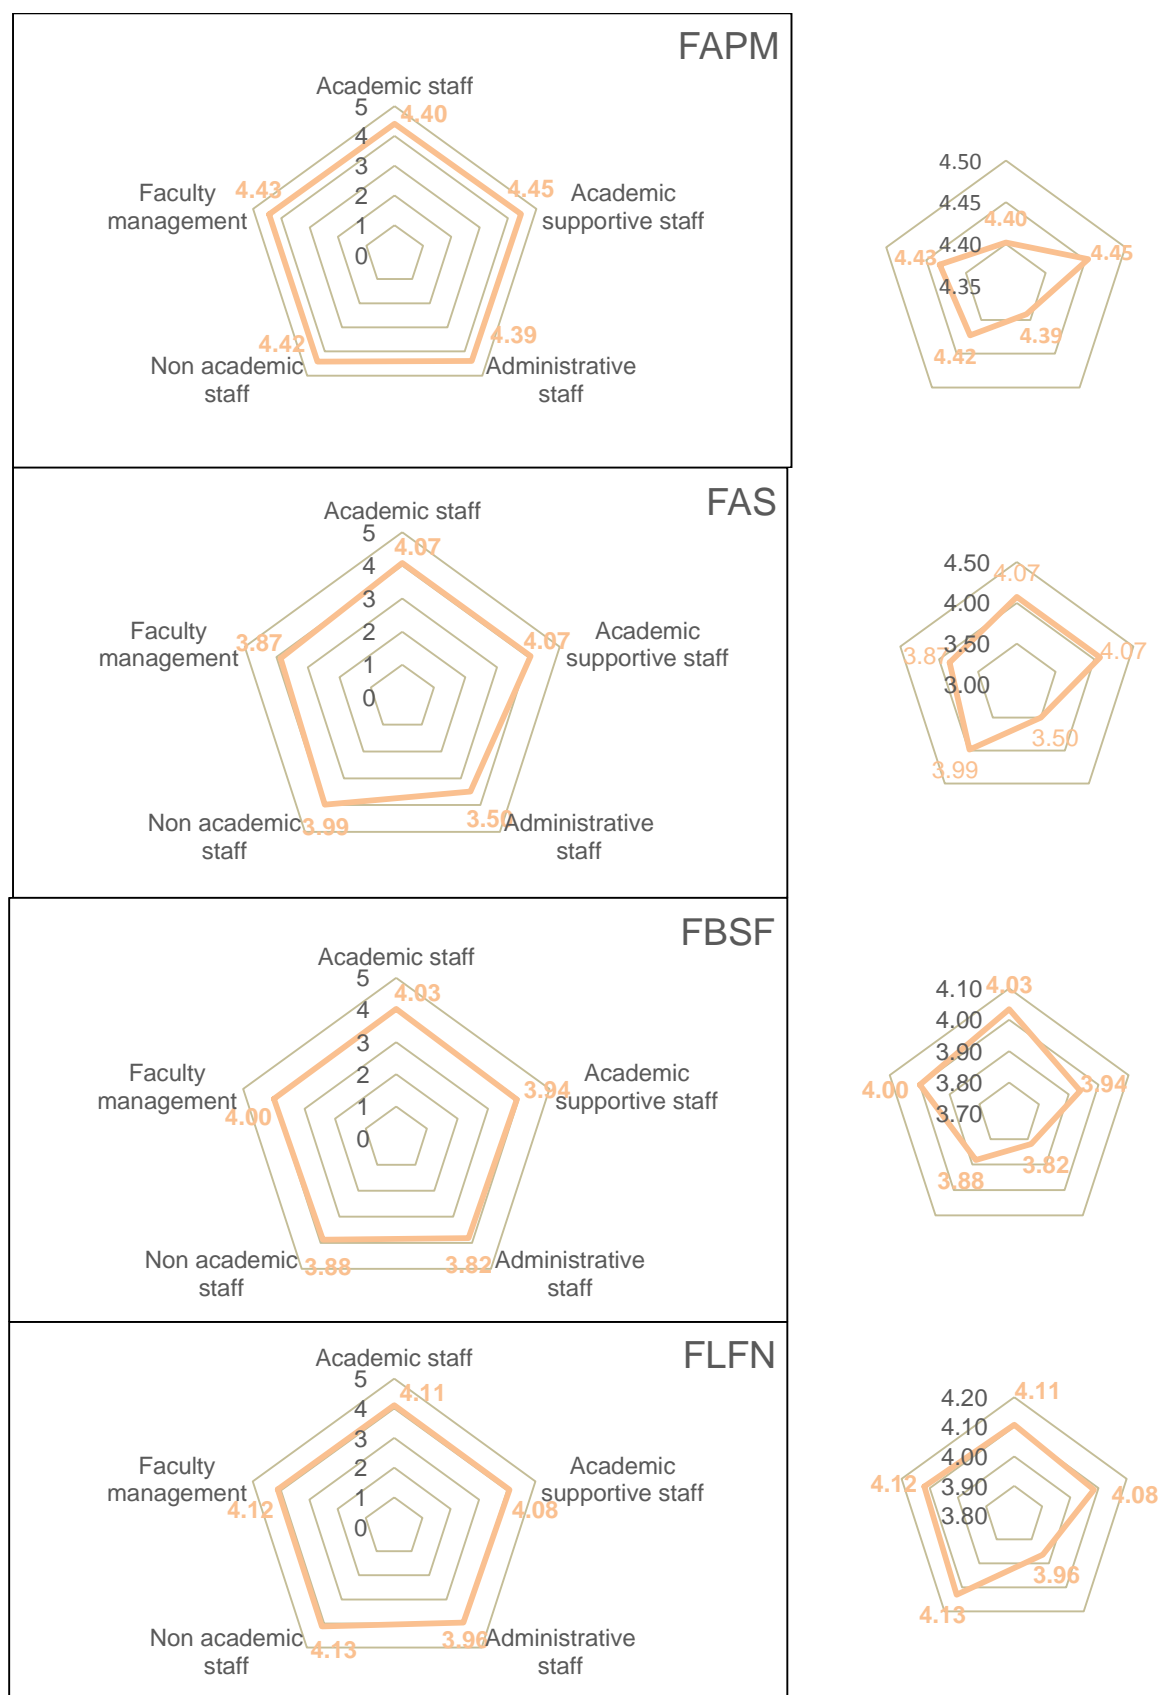 FAPM
Academic staff
5
4.40
4
3
Faculty
management
4.43
4.45
Academic
supportive staff
2
1
0
4.42
4.39
Non academic
staff
Administrative
staff
4.50
4.45
4.40
4.40
4.43
4.45
4.35
4.39
4.42
FAS
Academic staff
5
4.07
4
3
Faculty
management
3.87
4.07
Academic
supportive staff
2
1
0
Non academic
staff
3.99
3.50
Administrative
staff
4.50
4.07
4.00
3.50
3.87
4.07
3.00
3.50
3.99
FBSF
Academic staff
5
4.03
4
3
Faculty
management
4.00
3.94
Academic
supportive staff
2
1
0
Non academic
staff
3.88
3.82
Administrative
staff
4.10
4.03
4.00
3.90
4.00
3.80
3.94
3.70
3.82
3.88
FLFN
Academic staff
5
4.11
4
3
Faculty
management
4.12
4.08
Academic
supportive staff
2
1
0
Non academic
staff
4.13
3.96
Administrative
staff
4.20
4.11
4.10
4.00
4.12
3.90
4.08
3.80
3.96
4.13